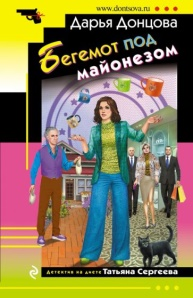 www.dontsova.ru
Дарья Донцова
Бегемот под
майонезом
Детектив на диете
Татьяна Сергеева